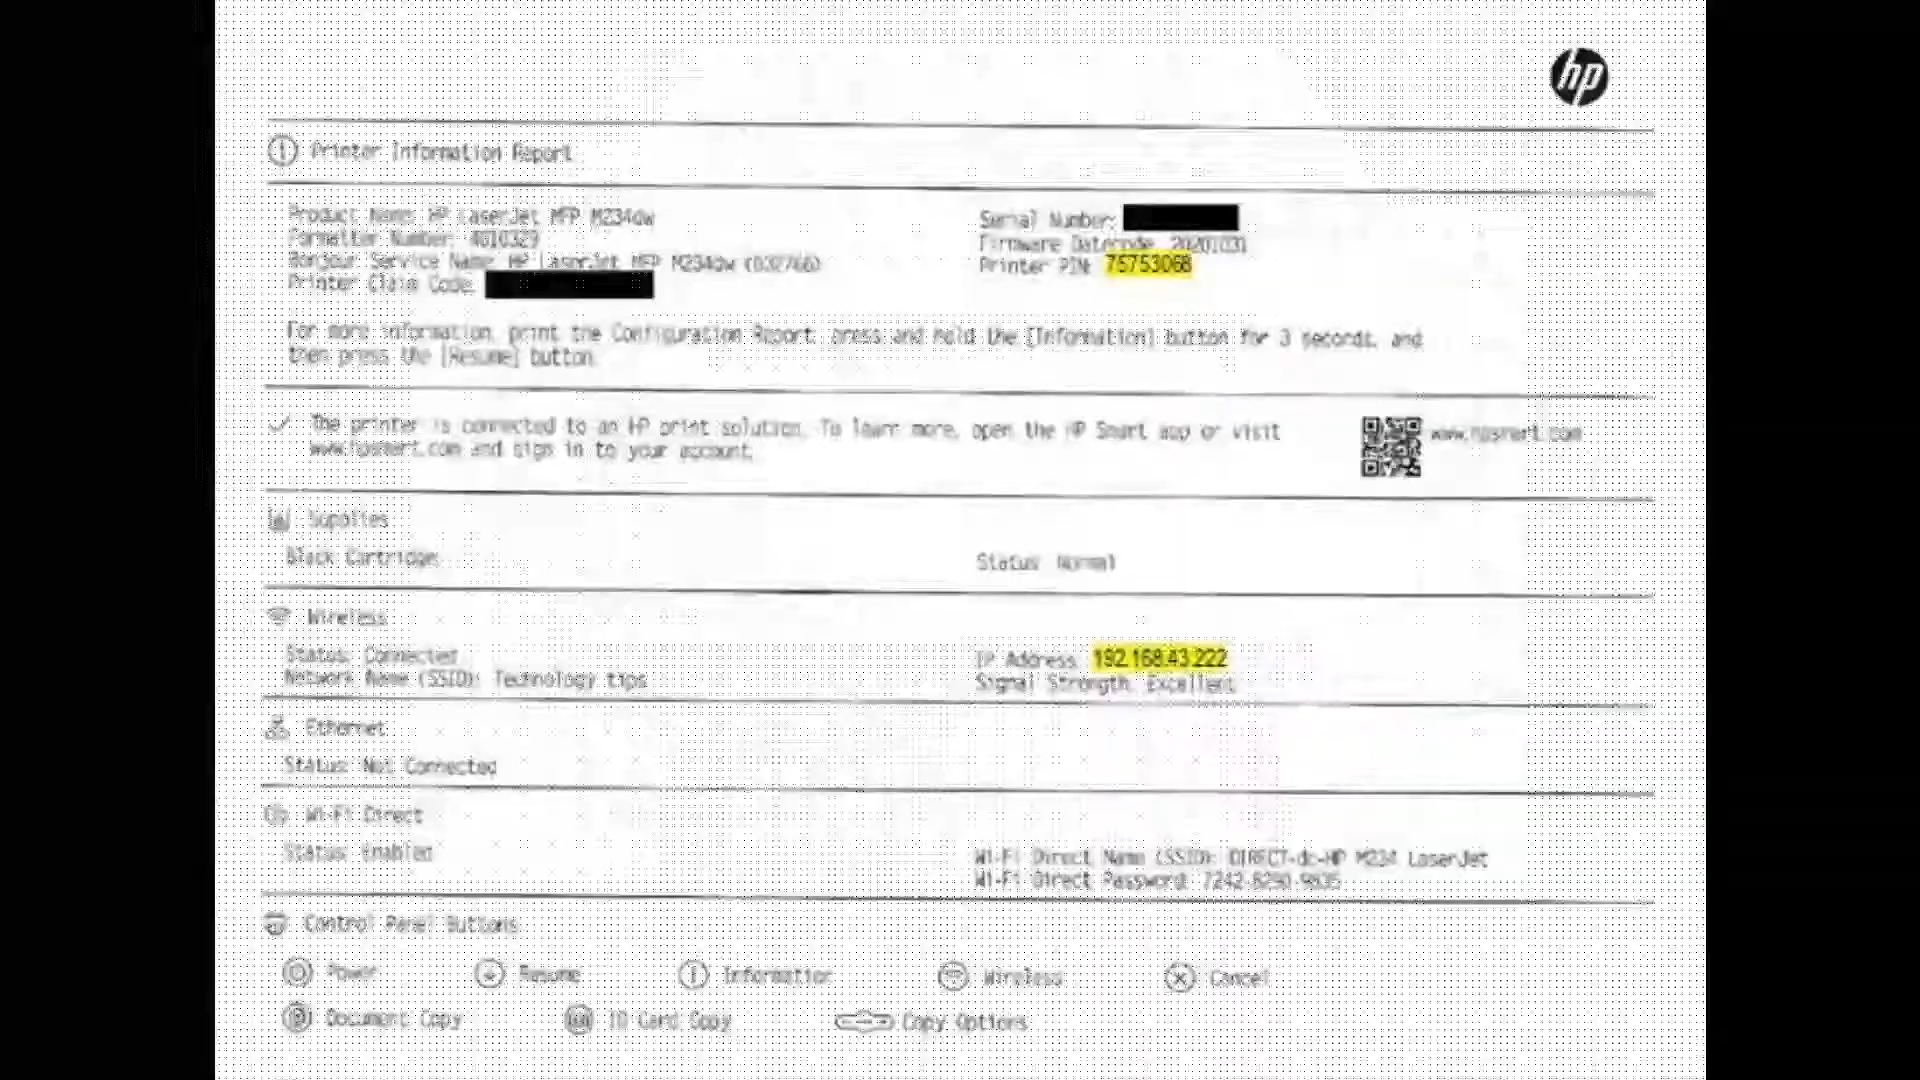 hp
Printer Information Report
Product Name: HP LaserJet MFP M234dw
Formatter Number: 4010329
Bonjour Service Name: HP LaserJet MFP M234dw (D32766)
Printer Claim Code:
Serial Number:
Firmware Datecode: 20201031
Printer PIN: 75753068
For more information, print the Configuration Report: press and hold the [Information] button for 3 seconds, and
then press the [Resume] button.
The printer is connected to an HP print solution. To learn more, open the HP Smart app or visit
www.hpsmart.com and sign in to your account.
www.hpsmart.com
Supplies
Black Cartridge
Status: Normal
Wireless
Status: Connected
Network Name (SSID): Technology tips
IP Address: 192.168.43.222
Signal Strength: Excellent
Ethernet
Status: Not Connected
Wi-Fi Direct
Status: Enabled
Wi-Fi Direct Name (SSID): DIRECT-dc-HP M234 LaserJet
Wi-Fi Direct Password:
Control Panel Buttons
Power
Resume
Information
Wireless
Cancel
Document Copy
ID Card Copy
Copy Options